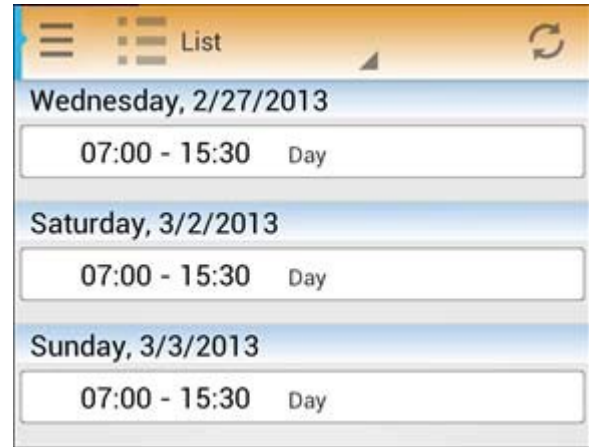 List
Wednesday, 2/27/2013
07:00 - 15:30 Day
Saturday, 3/2/2013
07:00 - 15:30 Day
Sunday, 3/3/2013
07:00 - 15:30 Day